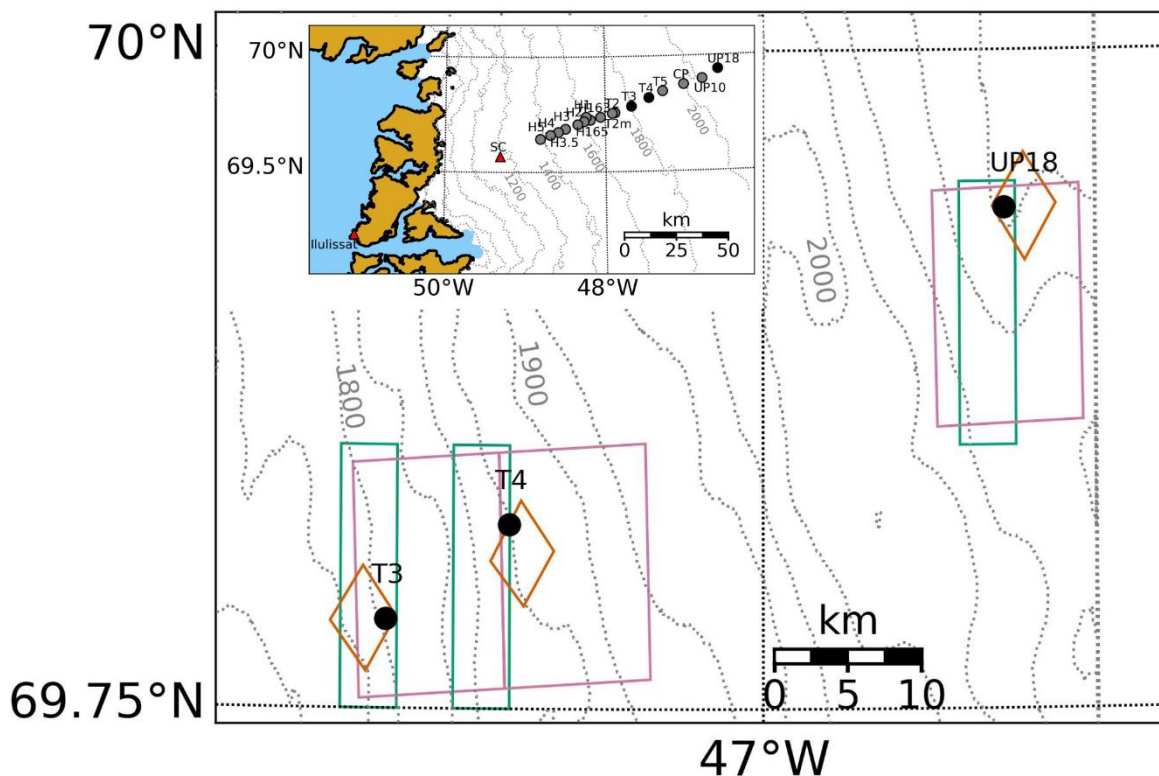 70°N
70°N
UP18
CP
T5
UP10
T4
T3
T2
H163
H1
H2
T2m
H3
H165
H4
H3.5
H5
2000
1800
1600
1400
1200
69.5°N
SC
km
0 25 50
Ilulissat
50°W 48°W
UP18
2000
1900
1800
T4
T3
km
0 5 10
69.75°N
47°W